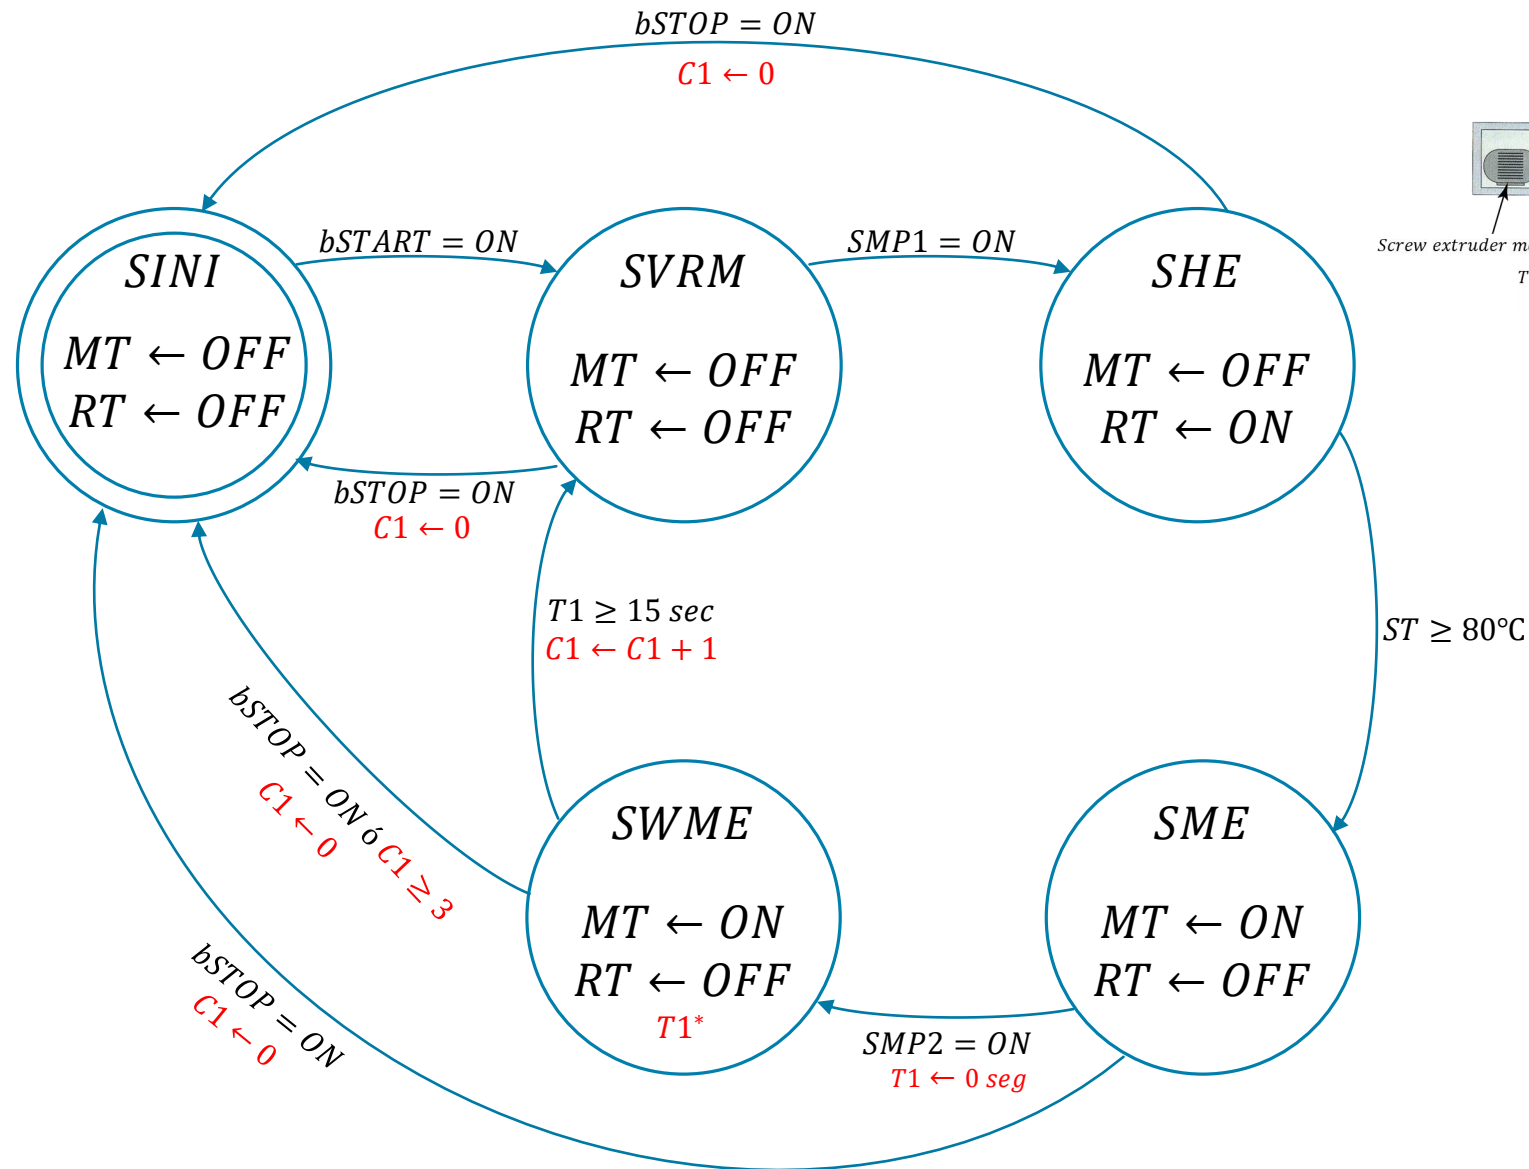 bSTOP = ON
C1 ← 0
bSTART = ON
SMP1 = ON
Screw extruder
T
SINI
MT ← OFF
RT ← OFF
SVRM
MT ← OFF
RT ← OFF
SHE
MT ← OFF
RT ← ON
bSTOP = ON
C1 ← 0
T1 ≥ 15 sec
C1 ← C1 + 1
ST ≥ 80°C
bSTOP = ON ó C1 ≥ 3
C1 ← 0
SWME
MT ← ON
RT ← OFF
T1*
SME
MT ← ON
RT ← OFF
SMP2 = ON
T1 ← 0 seg
bSTOP = ON
C1 ← 0